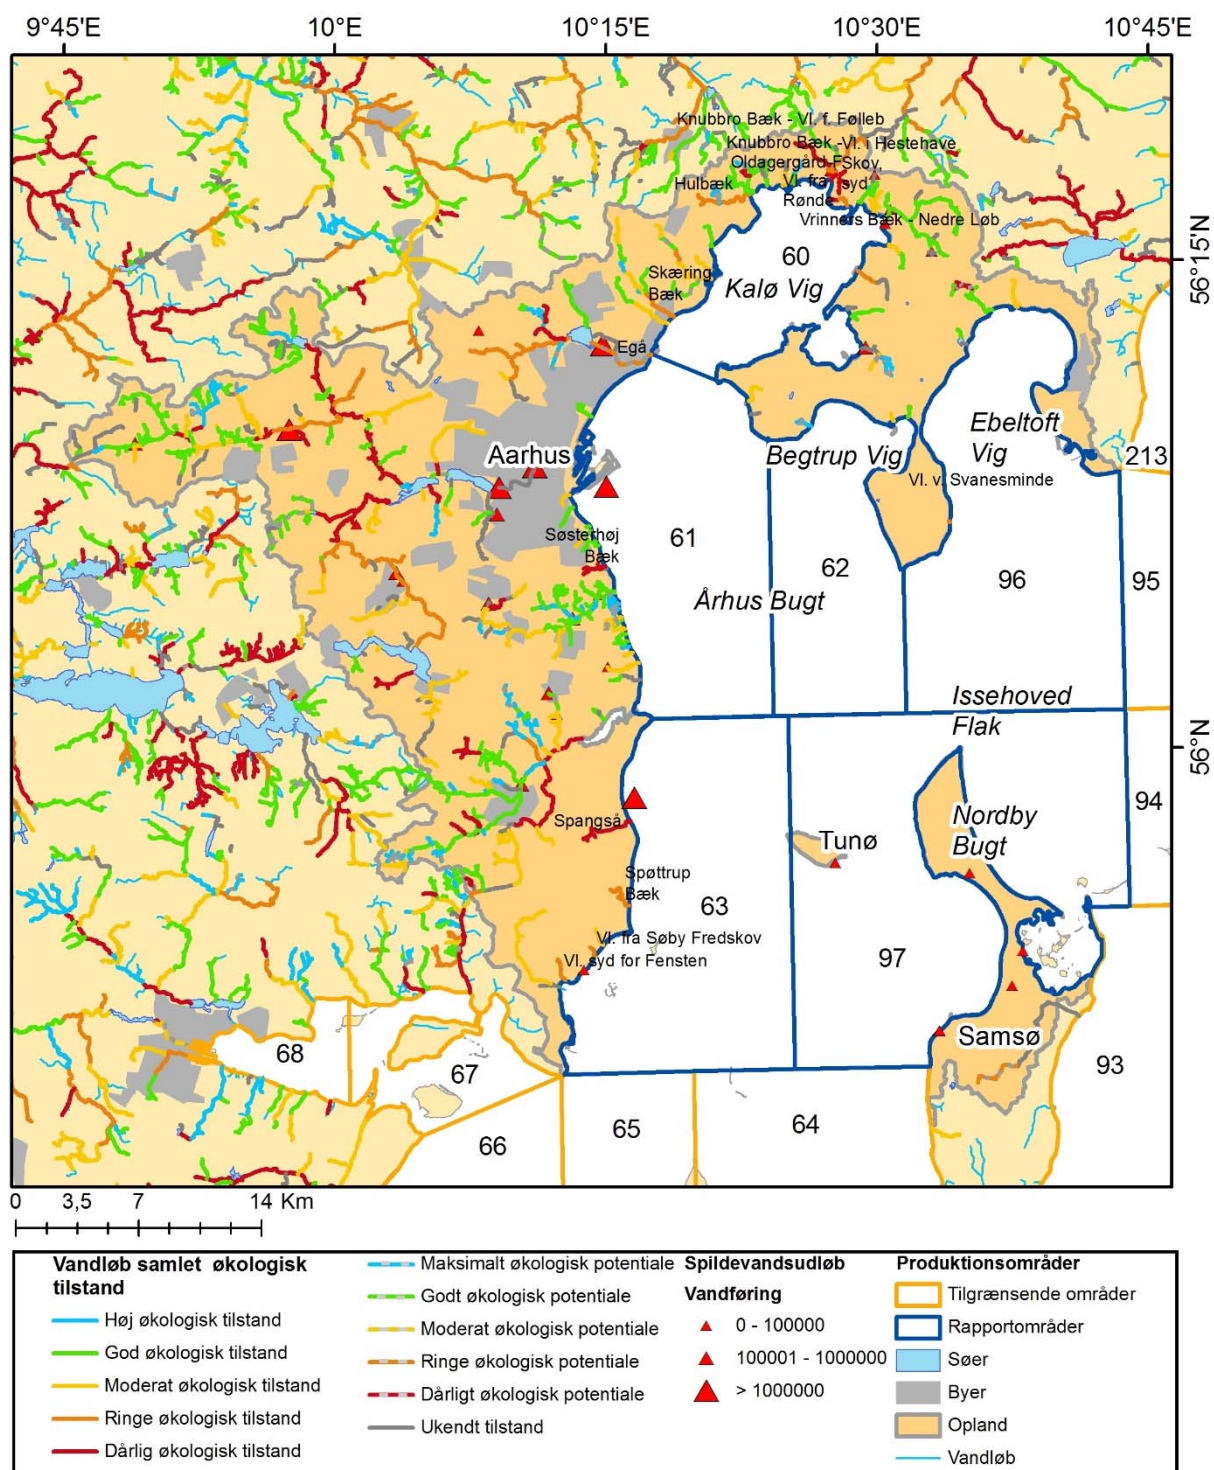 9°45'E
10°E
10°15'E
10°30'E
10°45'E
Knubbro Bæk - Vl. f. Følleb
Knubbro Bæk -Vl. i Hestehave
Oldagergård-F Skov,
Hulbæk
Vl. fra syd
Rønde
Vrinners Bæk - Nedre Løb
56°15'N
60
Kalø Vig
Skæring
Bæk
Egå
Aarhus
Begtrup Vig
Ebeltoft
Vig
213
Vl. v. Svanesminde
Søsterhøj
Bæk
61
62
96
95
Århus Bugt
Issehoved
Flak
56°N
94
Nordby
Bugt
Tunø
Spangså
Spøttrup
Bæk
63
Vl. fra Søby Fredskov
Vl. syd for Fensten
97
Samsø
93
68
67
66
65
64
0 3,5 7 14 Km
Vandløb samlet økologisk
tilstand
Høj økologisk tilstand
God økologisk tilstand
Moderat økologisk tilstand
Ringe økologisk tilstand
Dårlig økologisk tilstand
Maksimalt økologisk potentiale
Godt økologisk potentiale
Moderat økologisk potentiale
Ringe økologisk potentiale
Dårligt økologisk potentiale
Ukendt tilstand
Spildevandsudløb
Vandføring
0 - 100000
100001 - 1000000
> 1000000
Produktionsområder
Tilgrænsende områder
Rapportområder
Søer
Byer
Opland
Vandløb